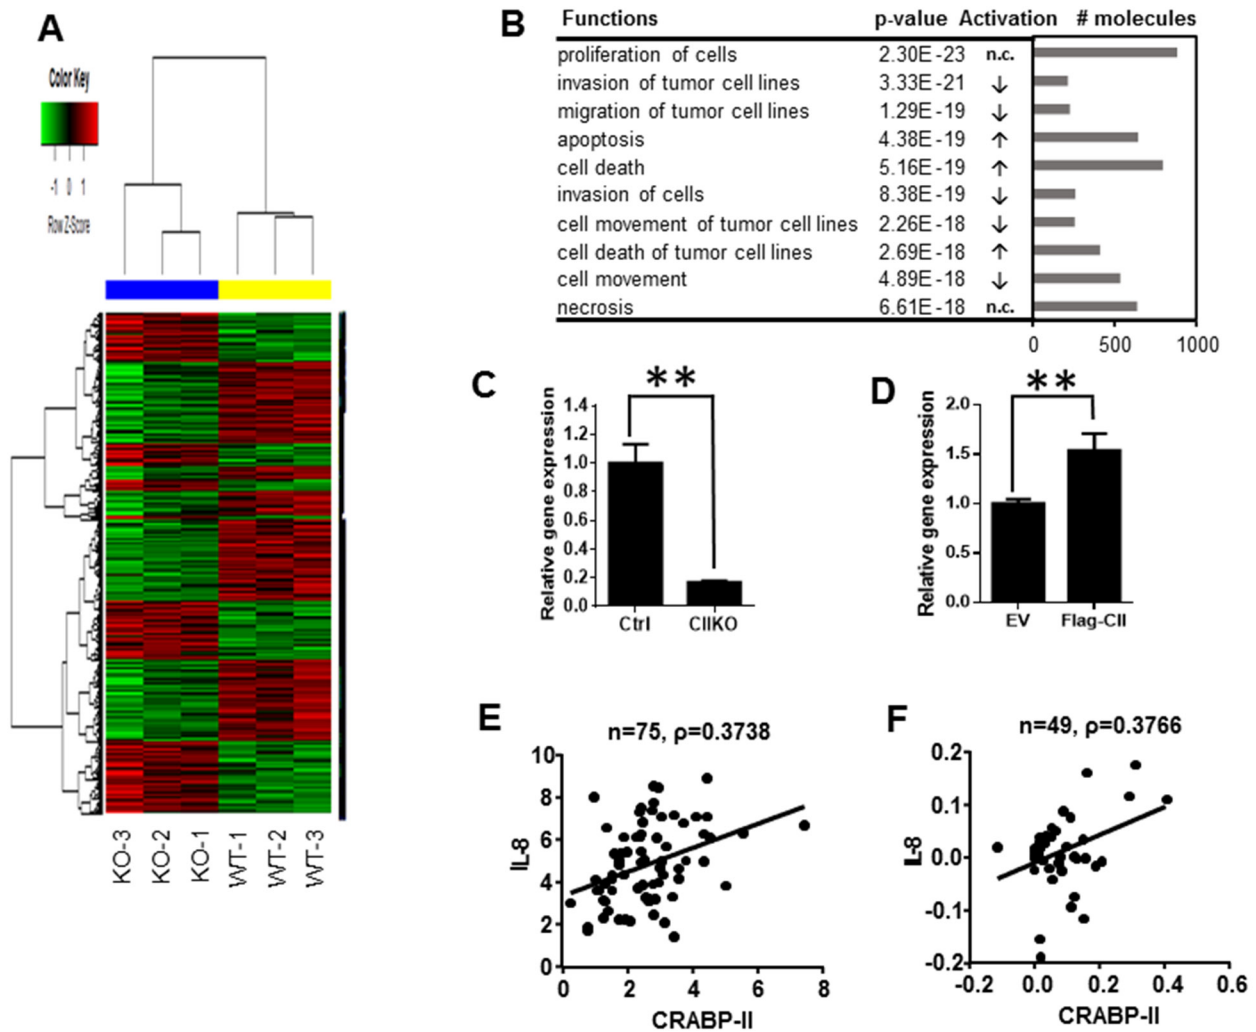 A
Color Key
-1 0 1
Row Z-Score
KO-3
KO-2
KO-1
WT-1
WT-2
WT-3
B
Functions p-value Activation # molecules
proliferation of cells 2.30E-23 n.c.
invasion of tumor cell lines 3.33E-21 ↓
migration of tumor cell lines 1.29E-19 ↓
apoptosis 4.38E-19 ↑
cell death 5.16E-19 ↑
invasion of cells 8.38E-19 ↓
cell movement of tumor cell lines 2.26E-18 ↓
cell death of tumor cell lines 2.69E-18 ↑
cell movement 4.89E-18 ↓
necrosis 6.61E-18 n.c.
0 500 1000
C
**
Relative gene expression
1.4
1.2
1.0
0.8
0.6
0.4
0.2
0.0
Ctrl CIIKO
D
**
Relative gene expression
2.0
1.5
1.0
0.5
0.0
EV Flag-CII
E
n=75, ρ=0.3738
IL-8
10
8
6
4
2
0
0 2 4 6 8
CRABP-II
F
n=49, ρ=0.3766
IL-8
0.2
0.1
0.0
-0.1
-0.2
-0.2 0.0 0.2 0.4 0.6
CRABP-II